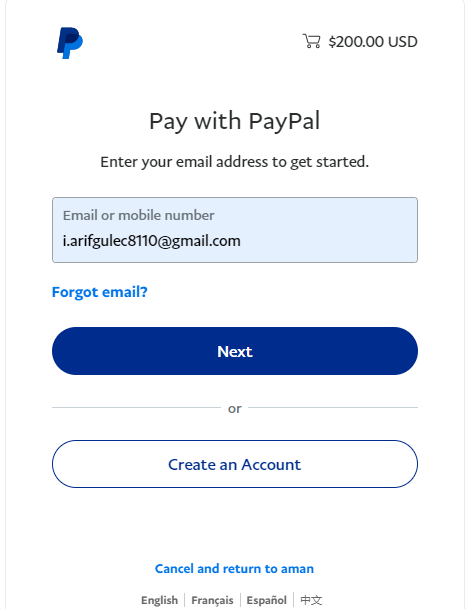 $200.00 USD
Pay with PayPal
Enter your email address to get started.
Email or mobile number
i.arifgulec8110@gmail.com
Forgot email?
Next
or
Create an Account
Cancel and return to aman
English Français Español 中文